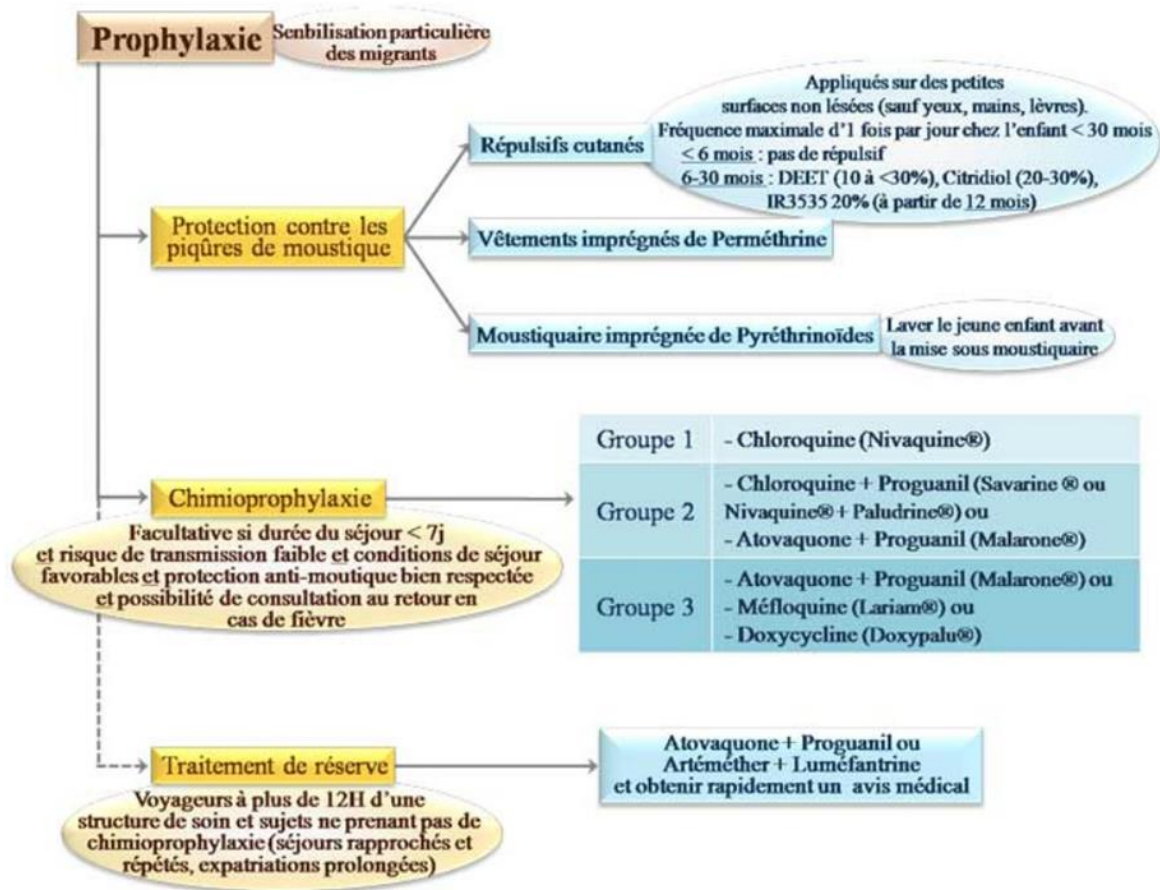 Prophylaxie
Senbilisation particulière
des migrants
Appliqués sur des petites
surfaces non lésées (sauf yeux, mains, lèvres).
Fréquence maximale d'1 fois par jour chez l'enfant < 30 mois
< 6 mois : pas de répulsif
6-30 mois : DEET (10 à <30%), Citridiol (20-30%),
IR3535 20% (à partir de 12 mois)
Répulsifs cutanés
Protection contre les
piqûres de moustique
Vêtements imprégnés de Perméthrine
Moustiquaire imprégnée de Pyréthrinoïdes
Laver le jeune enfant avant
la mise sous moustiquaire
Chimioprophylaxie
Facultative si durée du séjour < 7j
et risque de transmission faible et conditions de séjour
favorables et protection anti-moutique bien respectée
et possibilité de consultation au retour en
cas de fièvre
Groupe 1
- Chloroquine (Nivaquine®)
Groupe 2
- Chloroquine + Proguanil (Savarine ® ou
Nivaquine® + Paludrine®) ou
- Atovaquone + Proguanil (Malarone®)
Groupe 3
- Atovaquone + Proguanil (Malarone®) ou
- Méfloquine (Lariam®) ou
- Doxycycline (Doxypalu®)
Traitement de réserve
Voyageurs à plus de 12H d'une
structure de soin et sujets ne prenant pas de
chimioprophylaxie (séjours rapprochés et
répétés, expatriations prolongées)
Atovaquone + Proguanil ou
Artéméther + Luméfantrine
et obtenir rapidement un avis médical